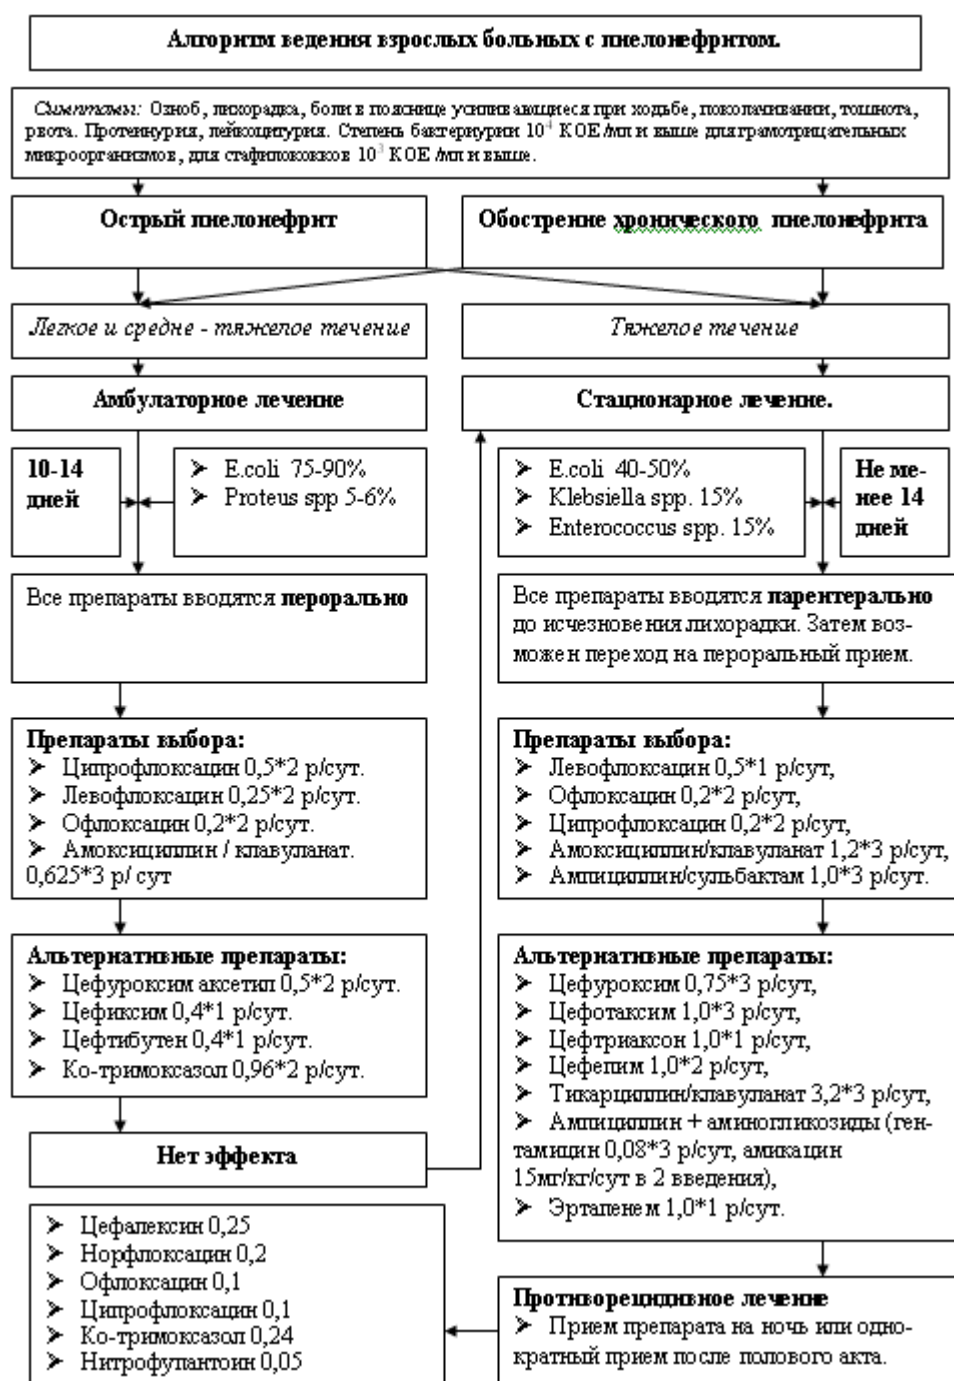 Алгоритм ведения взрослых больных с пиелонефритом.
Симптомы: Озноб, лихорадка, боли в пояснице усиливающиеся при ходьбе, поколачивании, тошнота,
рвота. Протеинурия, лейкоцитурия. Степень бактериурии 10⁴ КОЕ/мл и выше для грамотрицательных
микроорганизмов, для стафилококков 10³ КОЕ/мл и выше.
Острый пиелонефрит
Обострение хронического пиелонефрита
Легкое и средне - тяжелое течение
Тяжелое течение
Амбулаторное лечение
Стационарное лечение.
10-14
дней
➢ E.coli 75-90%
➢ Proteus spp 5-6%
➢ E.coli 40-50%
➢ Klebsiella spp. 15%
➢ Enterococcus spp. 15%
Не ме-
нее 14
дней
Все препараты вводятся перорально
Все препараты вводятся парентерально
до исчезновения лихорадки. Затем воз-
можен переход на пероральный прием.
Препараты выбора:
➢ Ципрофлоксацин 0,5*2 р/сут.
➢ Левофлоксацин 0,25*2 р/сут.
➢ Офлоксацин 0,2*2 р/сут.
➢ Амоксициллин / клавуланат.
0,625*3 р/ сут
Препараты выбора:
➢ Левофлоксацин 0,5*1 р/сут,
➢ Офлоксацин 0,2*2 р/сут,
➢ Ципрофлоксацин 0,2*2 р/сут,
➢ Амоксициллин/клавуланат 1,2*3 р/сут,
➢ Ампициллин/сульбактам 1,0*3 р/сут.
Альтернативные препараты:
➢ Цефуроксим аксетил 0,5*2 р/сут.
➢ Цефиксим 0,4*1 р/сут.
➢ Цефтибутен 0,4*1 р/сут.
➢ Ко-тримоксазол 0,96*2 р/сут.
Альтернативные препараты:
➢ Цефуроксим 0,75*3 р/сут,
➢ Цефотаксим 1,0*3 р/сут,
➢ Цефтриаксон 1,0*1 р/сут,
➢ Цефепим 1,0*2 р/сут,
➢ Тикарциллин/клавуланат 3,2*3 р/сут,
➢ Ампициллин + аминогликозиды (ген-
тамицин 0,08*3 р/сут, амикацин
15мг/кг/сут в 2 введения),
➢ Эртапенем 1,0*1 р/сут.
Нет эффекта
➢ Цефалексин 0,25
➢ Норфлоксацин 0,2
➢ Офлоксацин 0,1
➢ Ципрофлоксацин 0,1
➢ Ко-тримоксазол 0,24
➢ Нитрофупантоин 0,05
Противорецидивное лечение
➢ Прием препарата на ночь или одно-
кратный прием после полового акта.